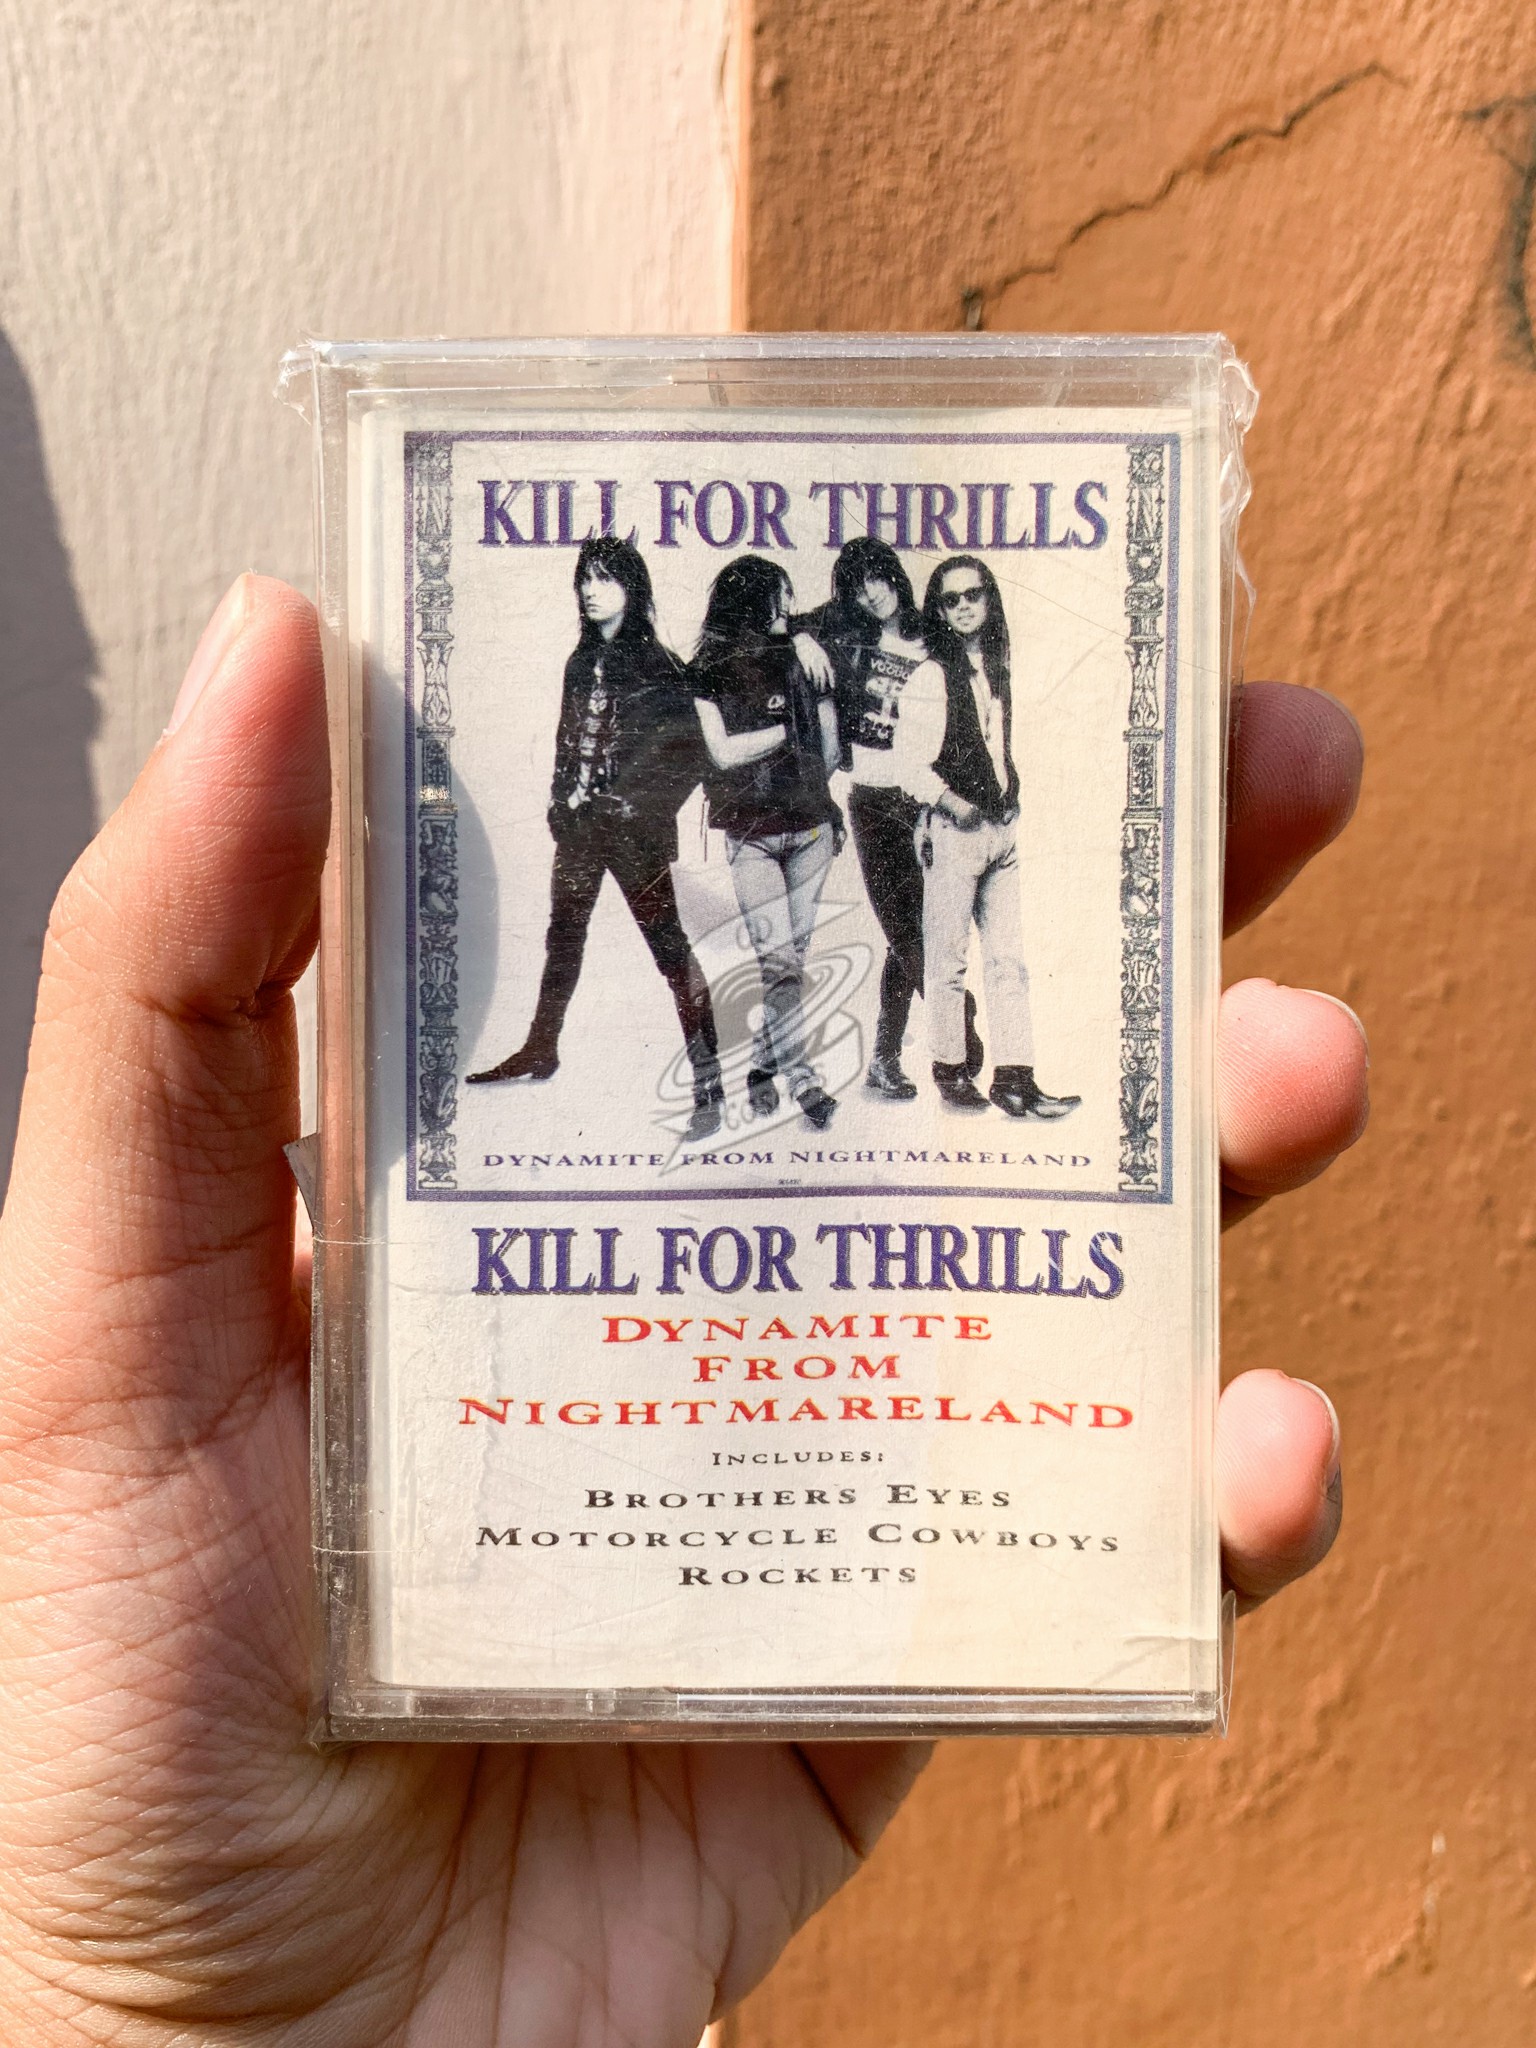 KILL FOR THRILLS
DYNAMITE FROM NIGHTMARELAND
KILL FOR THRILLS
DYNAMITE
FROM
NIGHTMARELAND
INCLUDES:
BROTHERS EYES
MOTORCYCLE COWBOYS
ROCKETS